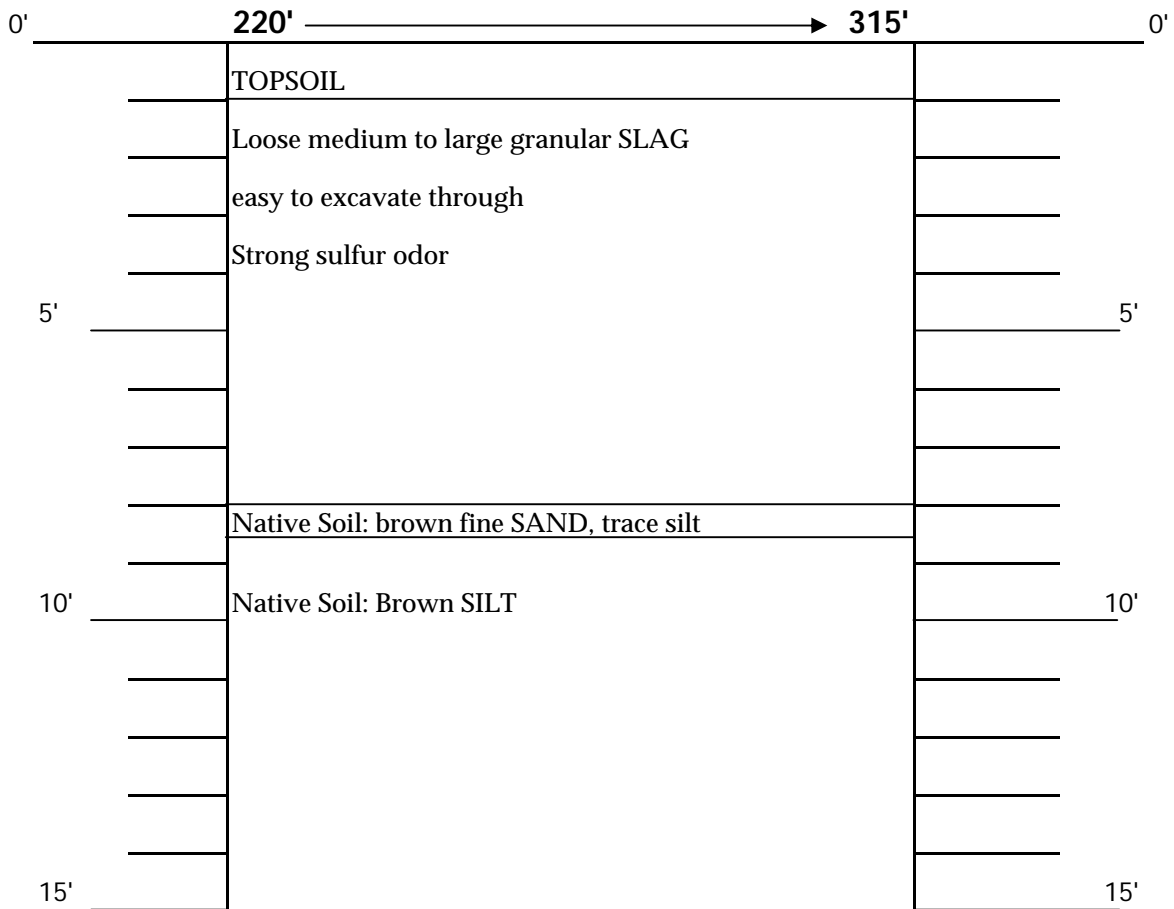 0' 220' 315' 0'
TOPSOIL
Loose medium to large granular SLAG
easy to excavate through
Strong sulfur odor
5' 5'
Native Soil: brown fine SAND, trace silt
10' Native Soil: Brown SILT 10'
15' 15'